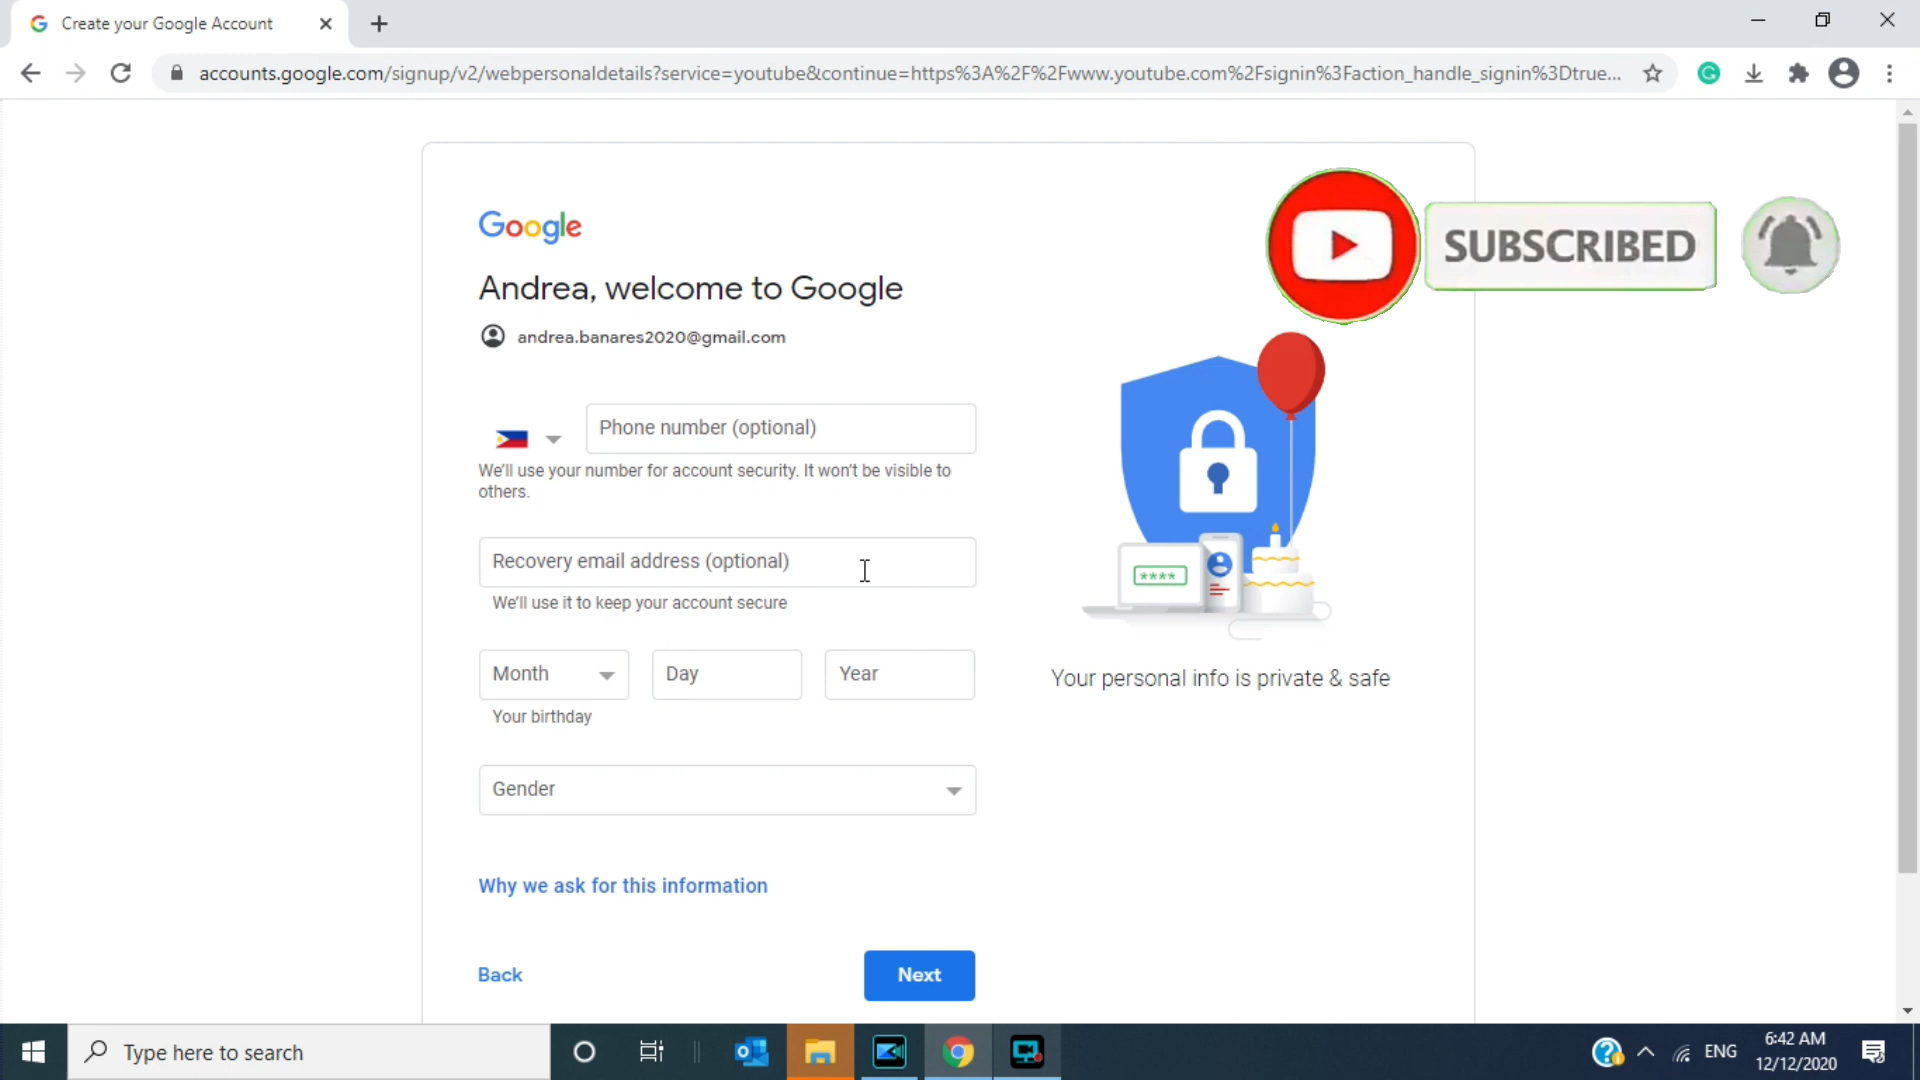 Create your Google Account
accounts.google.com/signup/v2/webpersonaldetails?service=youtube&continue=https%3A%2F%2Fwww.youtube.com%2Fsignin%3Faction_handle_signin%3Dtrue...
Google
SUBSCRIBED
Andrea, welcome to Google
andrea.banares2020@gmail.com
Phone number (optional)
We'll use your number for account security. It won't be visible to
others.
Recovery email address (optional)
We'll use it to keep your account secure
****
Month
Day
Year
Your birthday
Your personal info is private & safe
Gender
Why we ask for this information
Back
Next
Type here to search
ENG
6:42 AM
12/12/2020